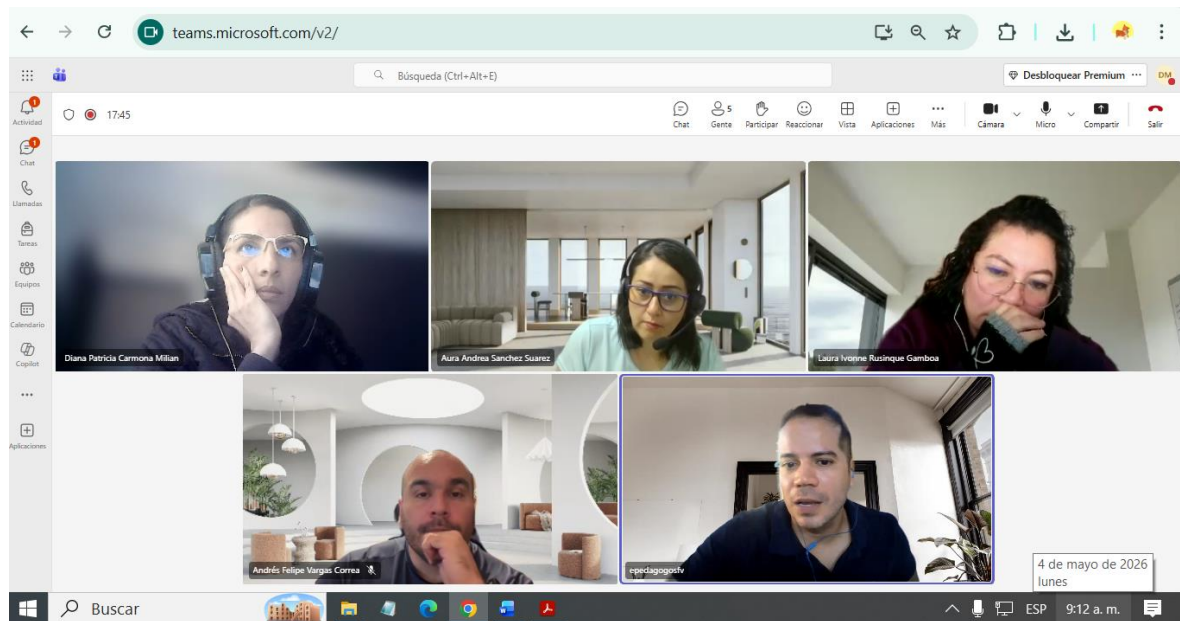 teams.microsoft.com/v2/
Búsqueda (Ctrl+Alt+E)
Desbloquear Premium
DM
1
Actividad
17:45
Chat
5
Gente
Participar
Reaccionar
Vista
Aplicaciones
Más
Cámara
Micro
Compartir
Salir
1
Chat
Llamadas
Tareas
Equipos
Calendario
Copilot
Aplicaciones
Diana Patricia Carmona Milian
Aura Andrea Sanchez Suarez
Laura Ivonne Rusinque Gamboa
Andrés Felipe Vargas Correa
epedagogosfv
4 de mayo de 2026
lunes
Buscar
ESP
9:12 a. m.